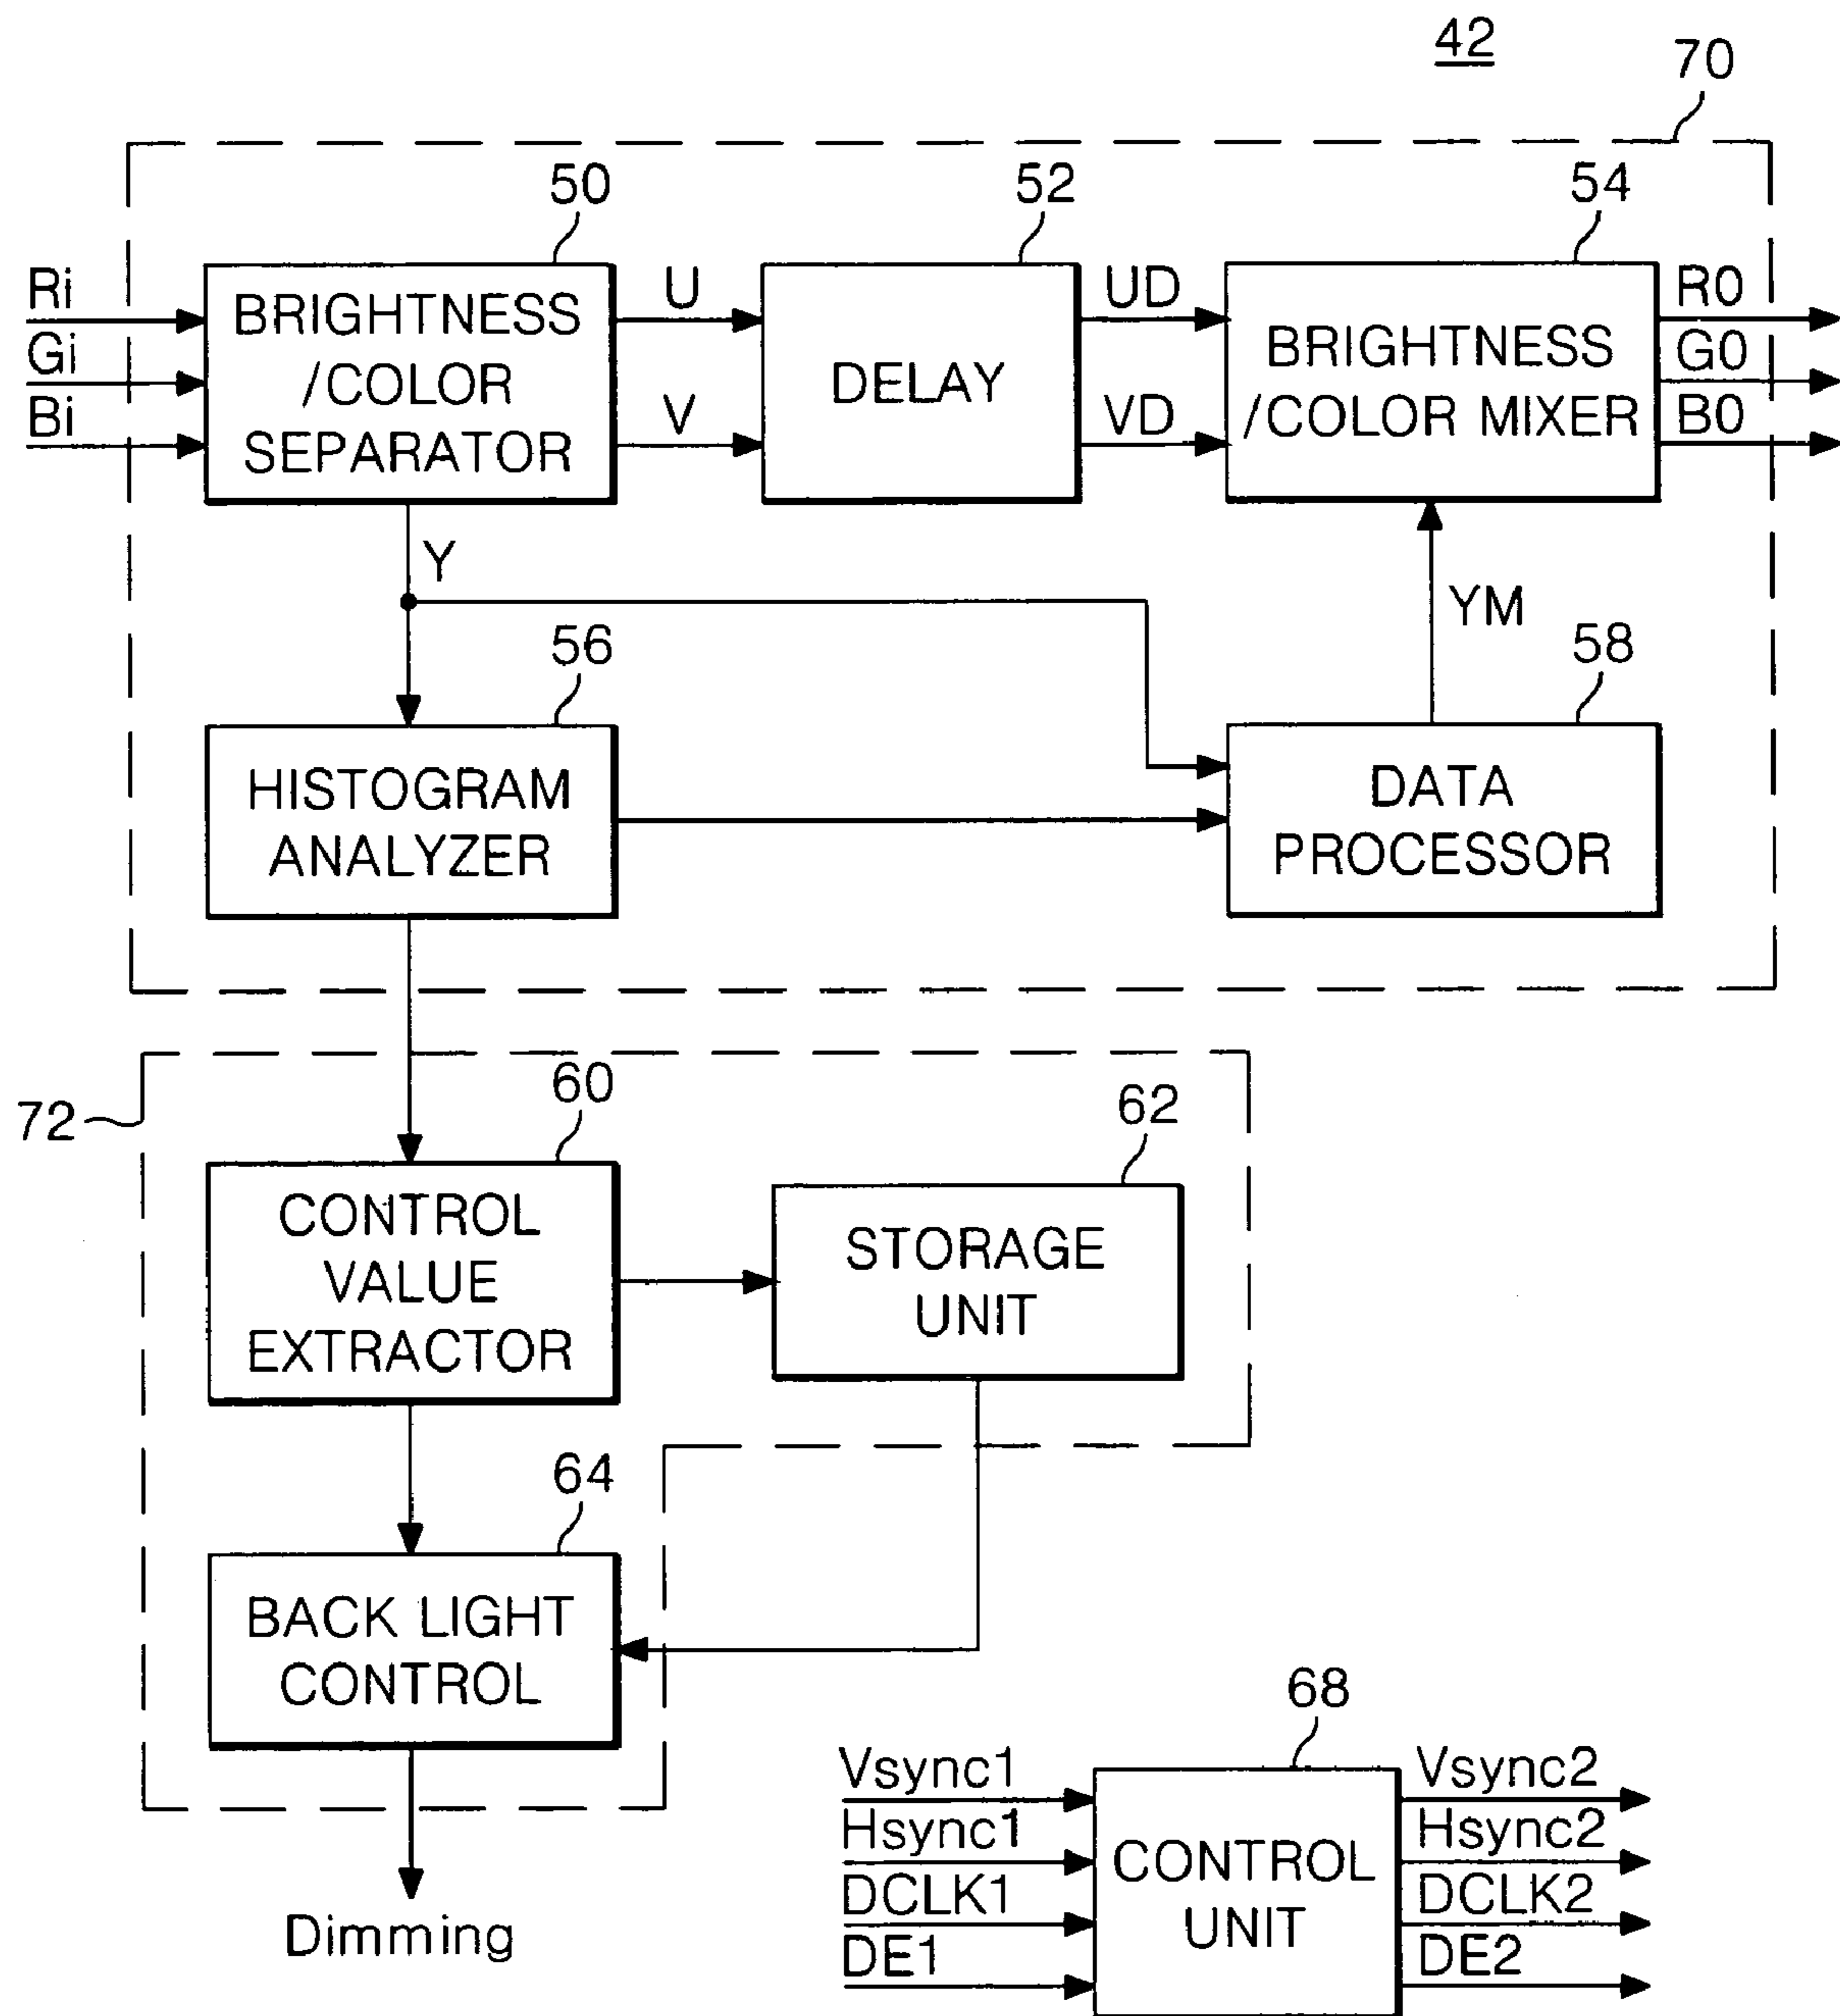 42
70
50
52
54
Ri
Gi
Bi
BRIGHTNESS
/COLOR
SEPARATOR
U
V
DELAY
UD
VD
BRIGHTNESS
/COLOR MIXER
R0
G0
B0
Y
YM
56
58
HISTOGRAM
ANALYZER
DATA
PROCESSOR
72
60
62
CONTROL
VALUE
EXTRACTOR
STORAGE
UNIT
64
BACK LIGHT
CONTROL
Dimming
68
Vsync1
Hsync1
DCLK1
DE1
CONTROL
UNIT
Vsync2
Hsync2
DCLK2
DE2